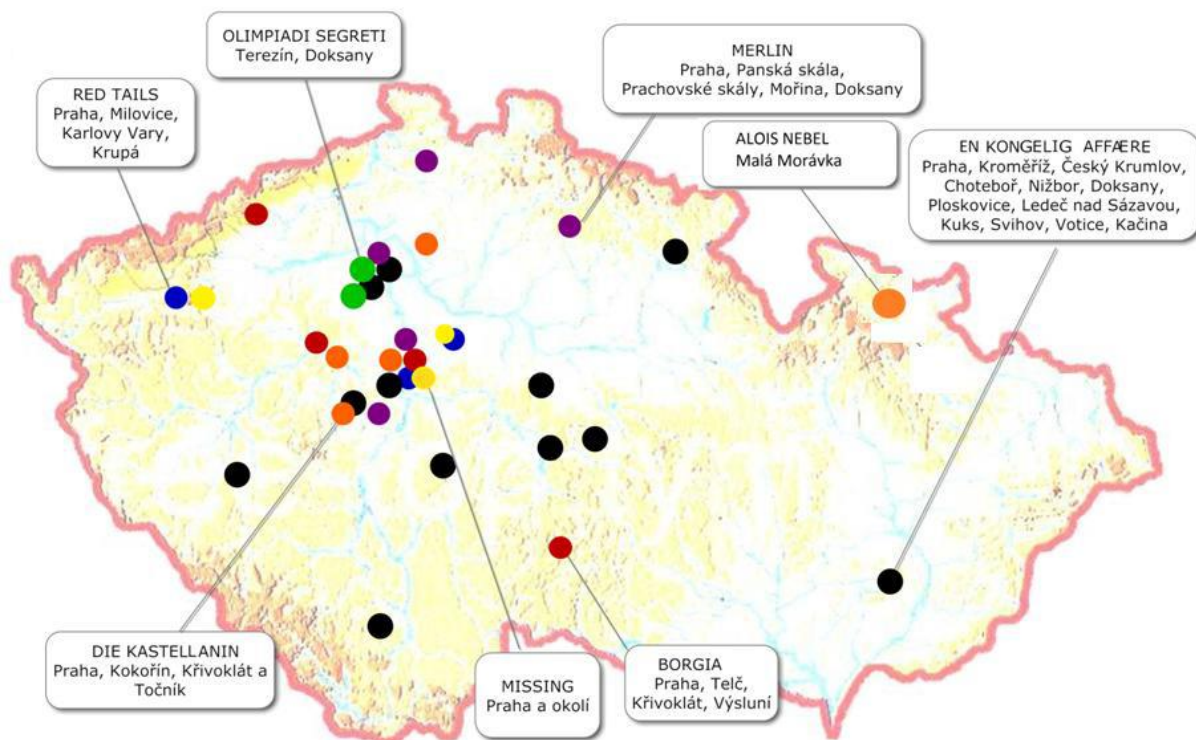 OLIMPIADI SEGRETI
Terezín, Doksany
MERLIN
Praha, Panská skála,
Prachovské skály, Mořina, Doksany
RED TAILS
Praha, Milovice,
Karlovy Vary,
Krupá
ALOIS NEBEL
Malá Morávka
EN KONGELIG AFFÆRE
Praha, Kroměříž, Český Krumlov,
Choteboř, Nižbor, Doksany,
Ploskovice, Ledeč nad Sázavou,
Kuks, Svihov, Votice, Kačina
DIE KASTELLANIN
Praha, Kokořín, Křivoklát a
Točník
MISSING
Praha a okolí
BORGIA
Praha, Telč,
Křivoklát, Výsluní